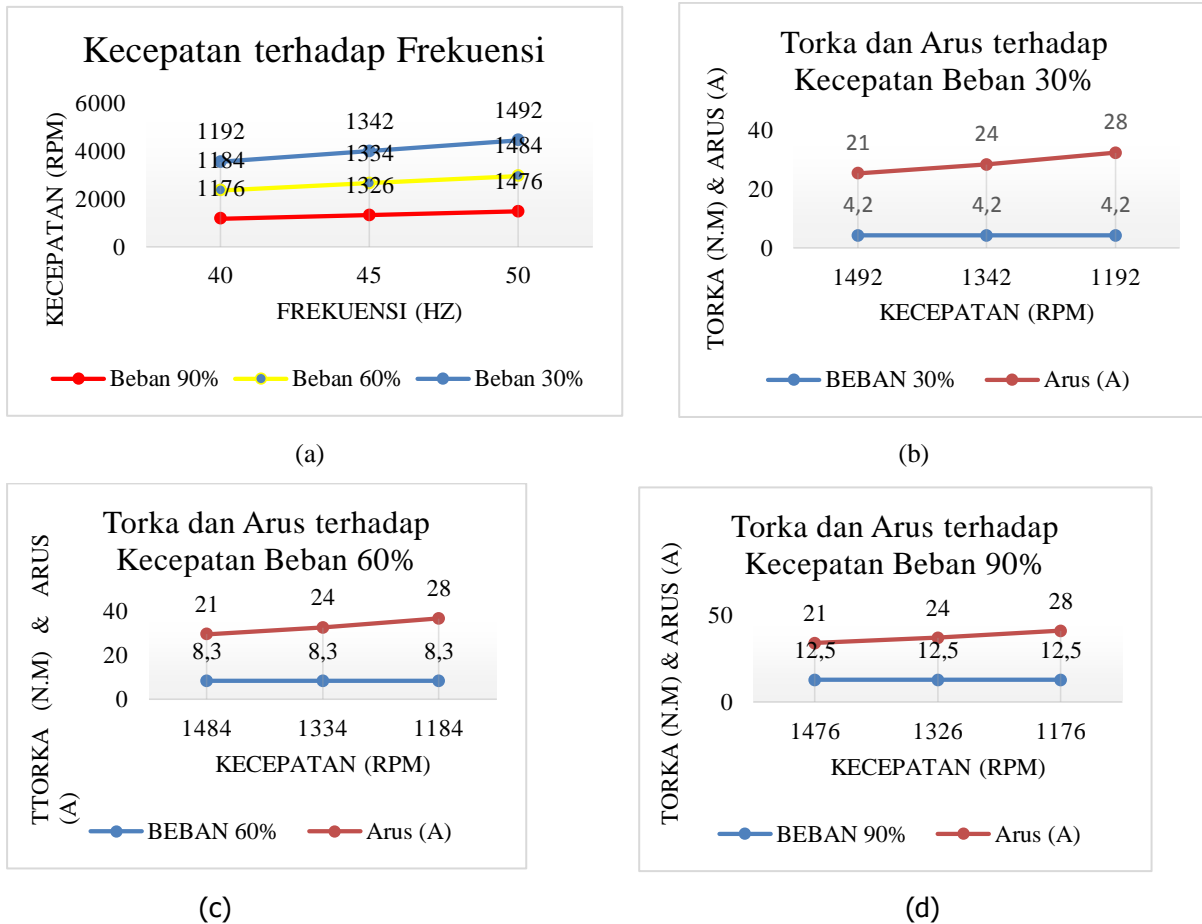 Kecepatan terhadap Frekuensi
KECEPATAN (RPM)
6000
4000
2000
0
1192 1342 1492
1184 1334 1484
1176 1326 1476
40 45 50
FREKUENSI (HZ)
Beban 90% Beban 60% Beban 30%
(a)
Torka dan Arus terhadap
Kecepatan Beban 30%
TORKA (N.M) & ARUS (A)
40
20
0
21 24 28
4,2 4,2 4,2
1492 1342 1192
KECEPATAN (RPM)
BEBAN 30% Arus (A)
(b)
Torka dan Arus terhadap
Kecepatan Beban 60%
TTORKA (N.M) & ARUS
(A)
40
20
0
21 24 28
8,3 8,3 8,3
1484 1334 1184
KECEPATAN (RPM)
BEBAN 60% Arus (A)
(c)
Torka dan Arus terhadap
Kecepatan Beban 90%
TORKA (N.M) & ARUS (A)
50
0
21 24 28
12,5 12,5 12,5
1476 1326 1176
KECEPATAN (RPM)
BEBAN 90% Arus (A)
(d)